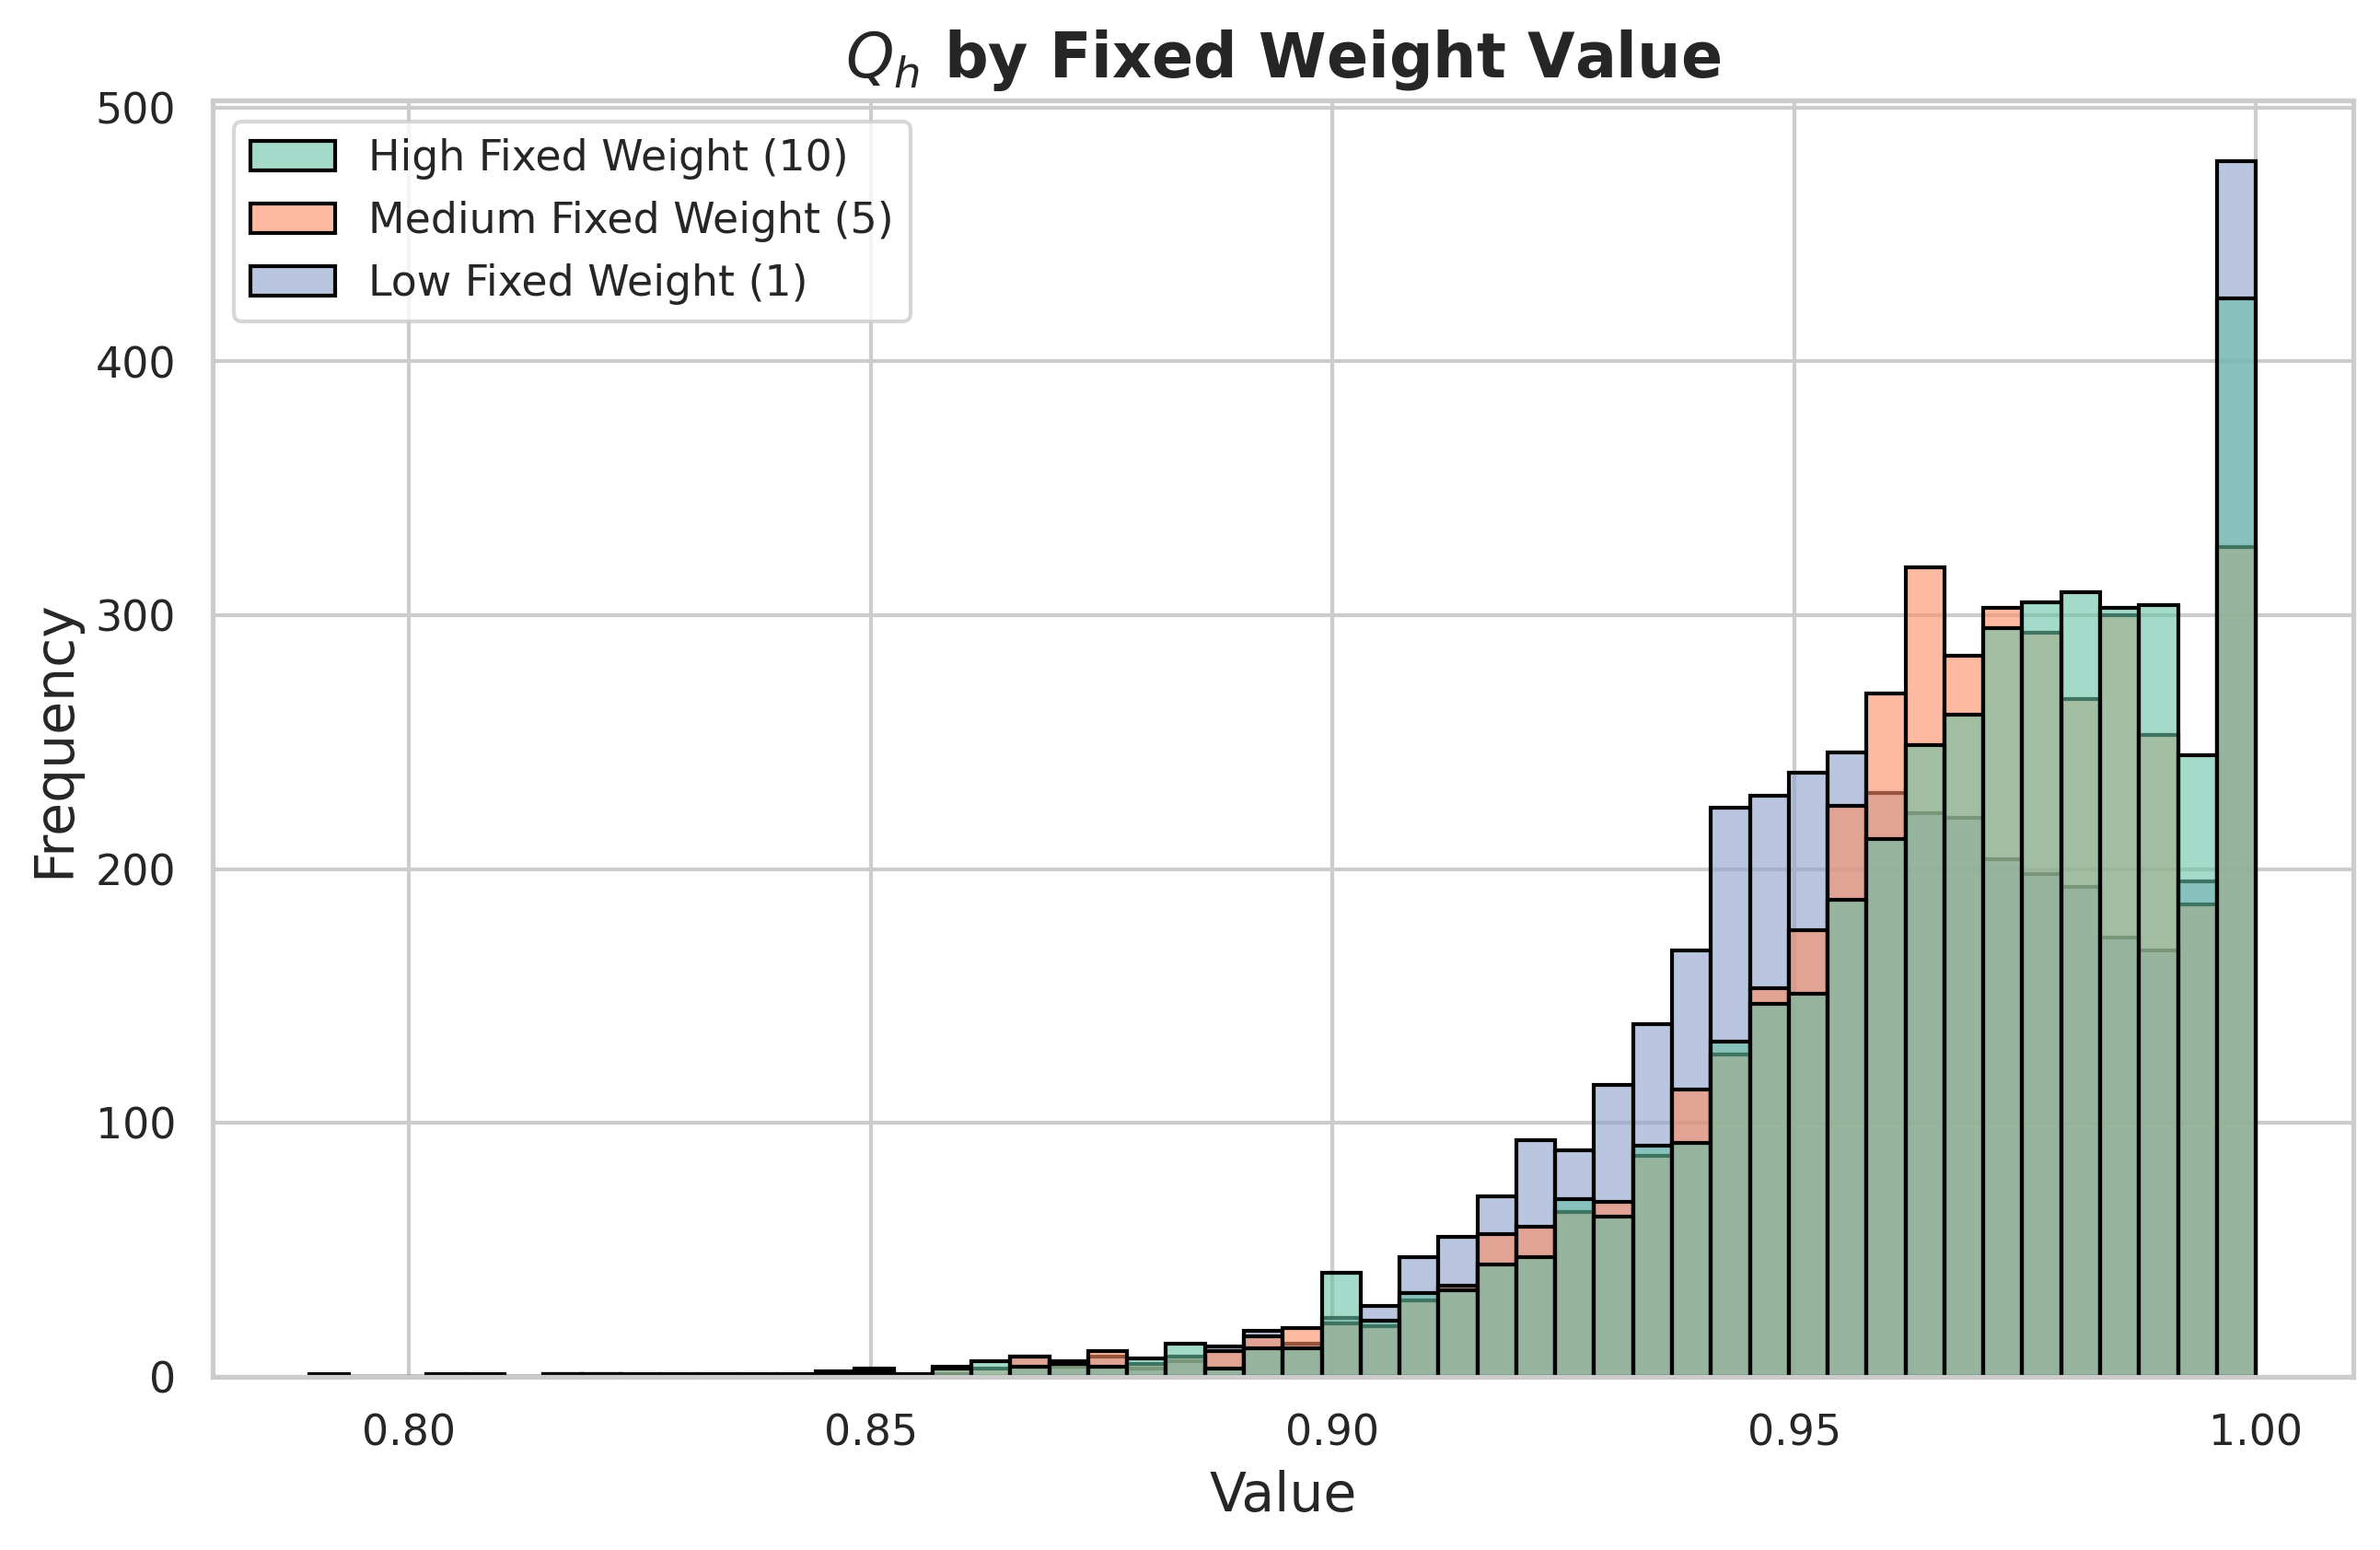 Qh by Fixed Weight Value
500
400
300
200
100
0
Frequency
High Fixed Weight (10)
Medium Fixed Weight (5)
Low Fixed Weight (1)
0.80 0.85 0.90 0.95 1.00
Value